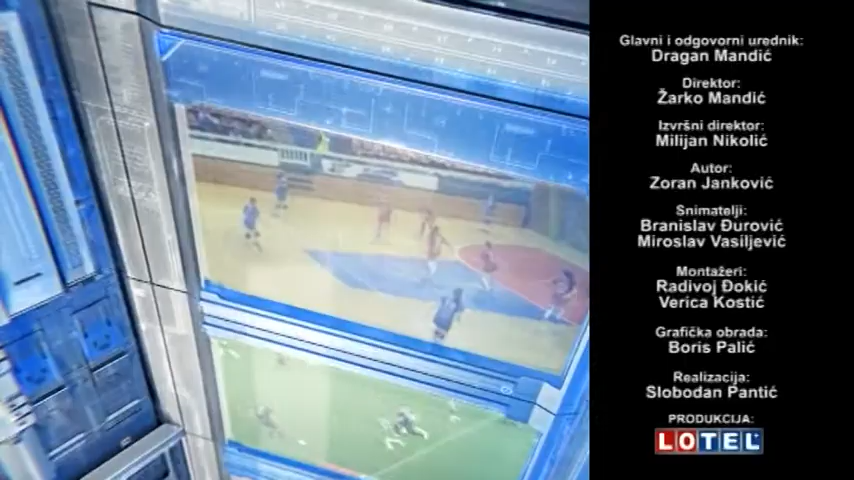 Glavni i odgovorni urednik:
Dragan Mandić
Direktor:
Žarko Mandić
Izvršni direktor:
Milijan Nikolić
Autor:
Zoran Janković
Snimatelji:
Branislav Đurović
Miroslav Vasiljević
Montažeri:
Radivoj Đokić
Verica Kostić
Grafička obrada:
Boris Palić
Realizacija:
Slobodan Pantić
PRODUKCIJA:
LOTEL